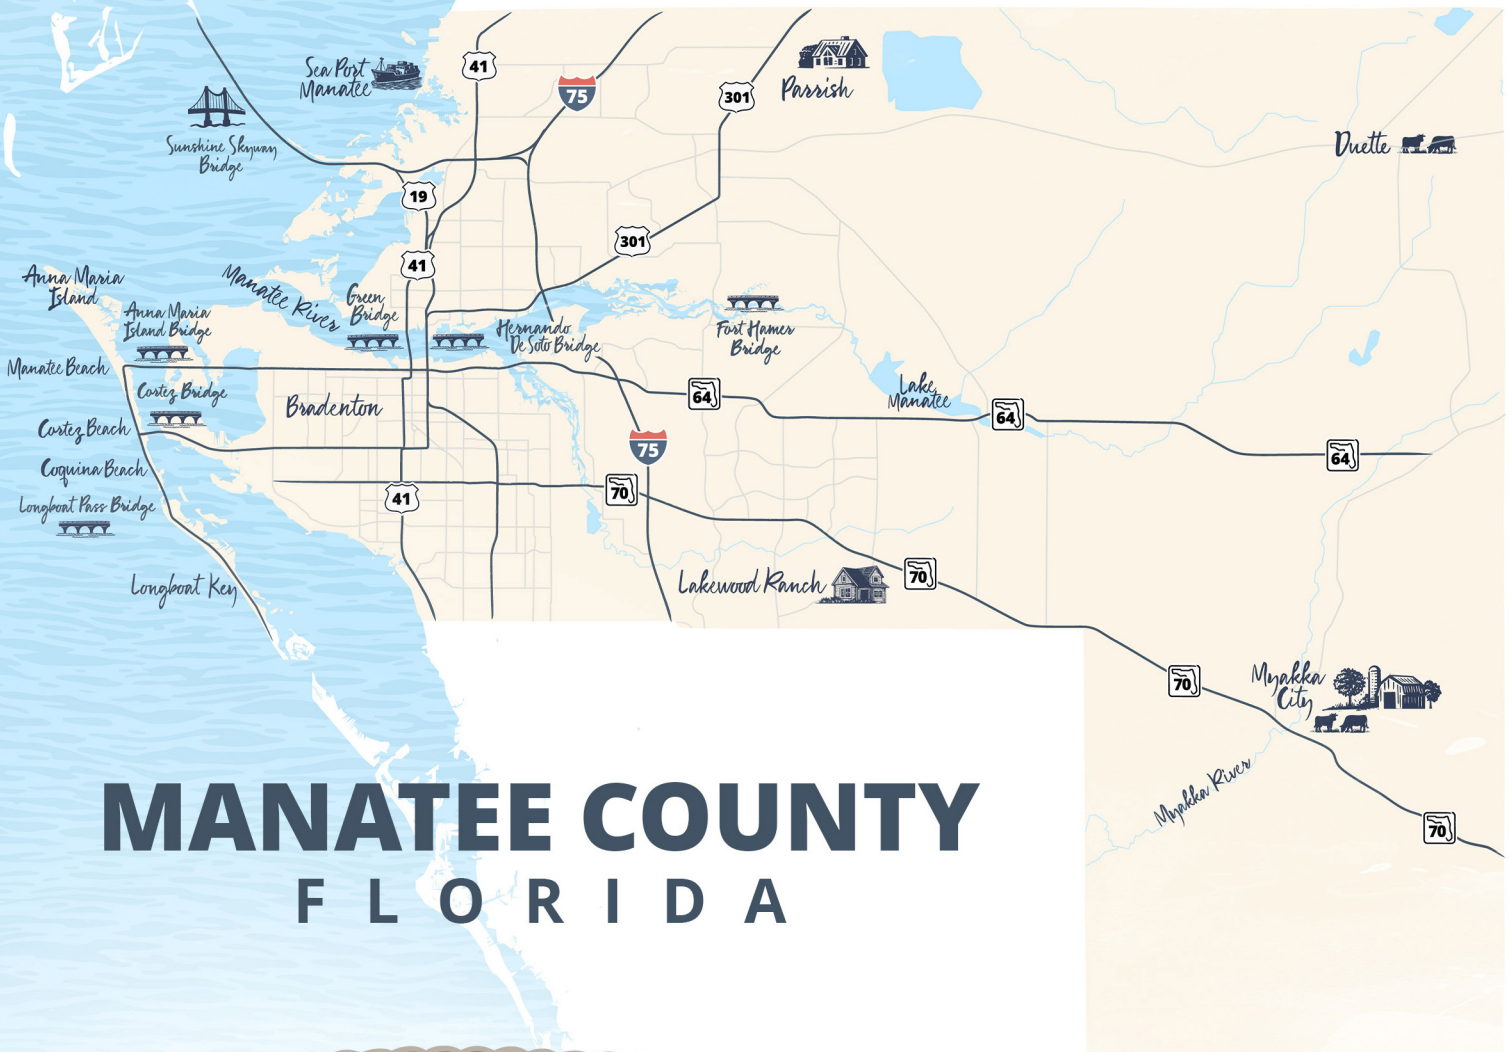 41
75
301
Sea Port
Manatee
Parrish
Sunshine Skyway
Bridge
Duette
19
301
41
Anna Maria
Island
Manatee River
Green
Bridge
Anna Maria
Island Bridge
Hernando
De Soto Bridge
Fort Hamer
Bridge
Manatee Beach
Cortez Bridge
Bradenton
64
Lake
Manatee
64
Cortez Beach
75
64
Coquina Beach
41
70
Longboat Pass Bridge
Longboat Key
Lakewood Ranch
70
Myakka
City
70
Myakka River
70
MANATEE COUNTY
FLORIDA